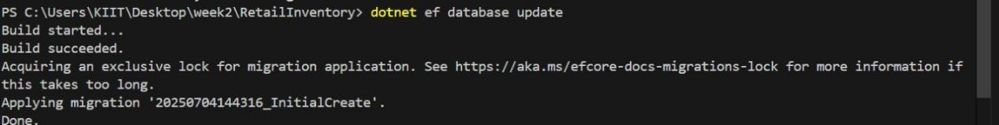 PS C:\Users\KIIT\Desktop\week2\RetailInventory> dotnet ef database update
Build started...
Build succeeded.
Acquiring an exclusive lock for migration application. See https://aka.ms/efcore-docs-migrations-lock for more information if
this takes too long.
Applying migration '20250704144316_InitialCreate'.
Done.